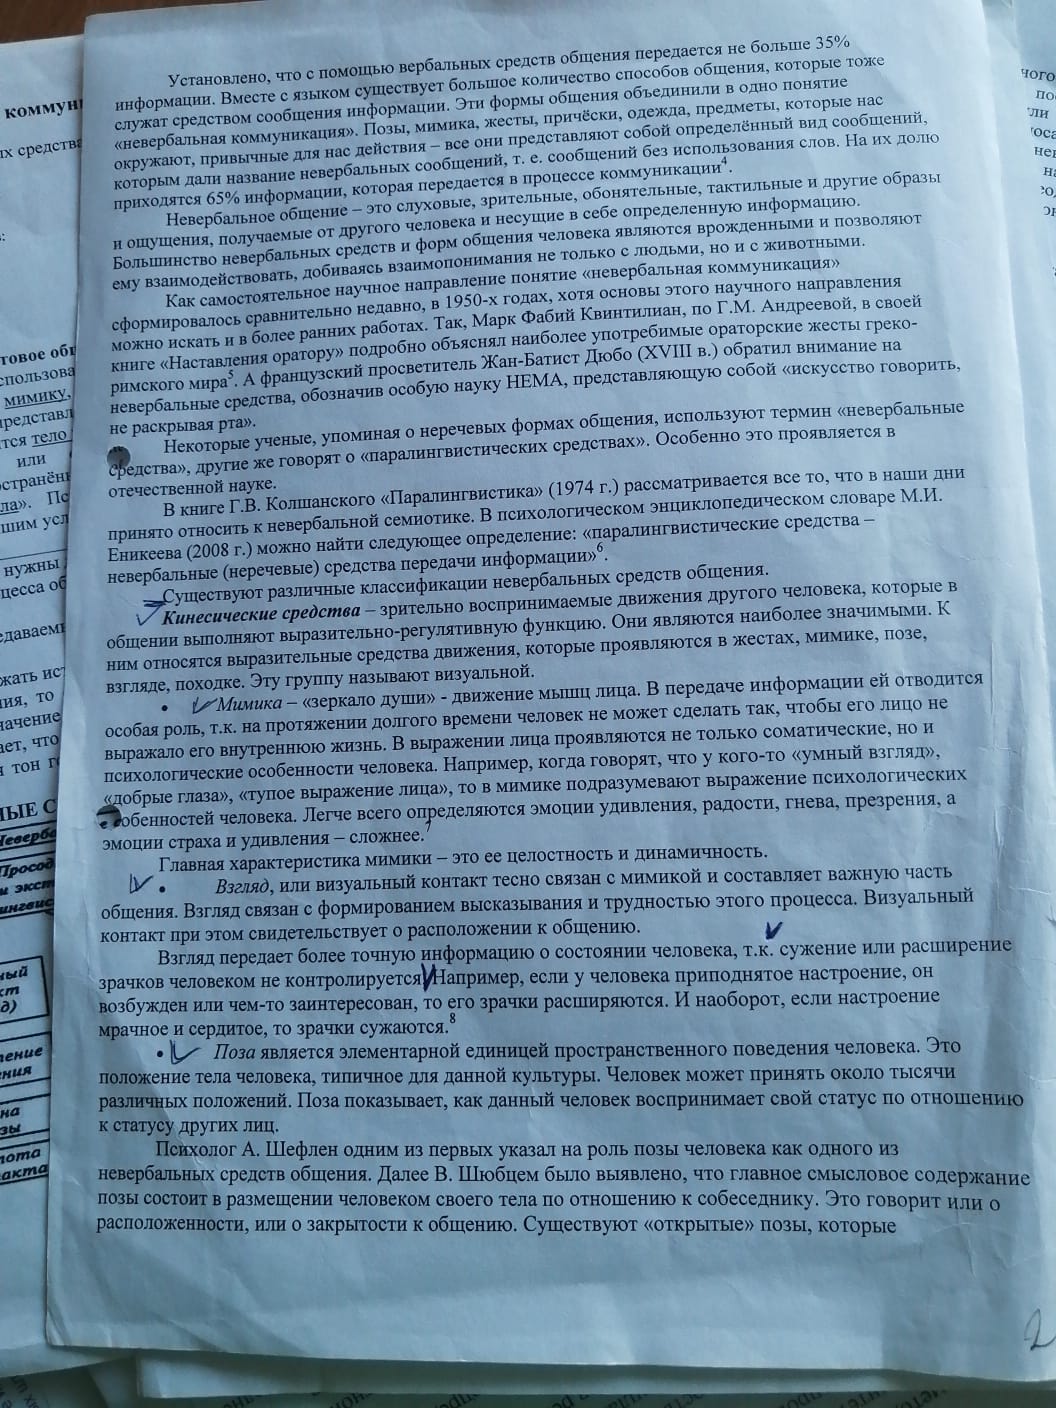 Установлено, что с помощью вербальных средств общения передается не больше 35%
информации. Вместе с языком существует большое количество способов общения, которые тоже
служат средством сообщения информации. Эти формы общения объединили в одно понятие
«невербальная коммуникация». Позы, мимика, жесты, причёски, одежда, предметы, которые нас
окружают, привычные для нас действия – все они представляют собой определённый вид сообщений,
которым дали название невербальных сообщений, т. е. сообщений без использования слов. На их долю
приходятся 65% информации, которая передается в процессе коммуникации⁴.
Невербальное общение – это слуховые, зрительные, обонятельные, тактильные и другие образы
и ощущения, получаемые от другого человека и несущие в себе определенную информацию.
Большинство невербальных средств и форм общения человека являются врожденными и позволяют
ему взаимодействовать, добиваясь взаимопонимания не только с людьми, но и с животными.
Как самостоятельное научное направление понятие «невербальная коммуникация»
сформировалось сравнительно недавно, в 1950-х годах, хотя основы этого научного направления
можно искать и в более ранних работах. Так, Марк Фабий Квинтилиан, по Г.М. Андреевой, в своей
книге «Наставления оратору» подробно объяснял наиболее употребимые ораторские жесты греко-
римского мира⁵. А французский просветитель Жан-Батист Дюбо (XVIII в.) обратил внимание на
невербальные средства, обозначив особую науку НЕМА, представляющую собой «искусство говорить,
не раскрывая рта».
Некоторые ученые, упоминая о неречевых формах общения, используют термин «невербальные
средства», другие же говорят о «паралингвистических средствах». Особенно это проявляется в
отечественной науке.
В книге Г.В. Колшанского «Паралингвистика» (1974 г.) рассматривается все то, что в наши дни
принято относить к невербальной семиотике. В психологическом энциклопедическом словаре М.И.
Еникеева (2008 г.) можно найти следующее определение: «паралингвистические средства –
невербальные (неречевые) средства передачи информации»⁶.
Существуют различные классификации невербальных средств общения.
Кинесические средства – зрительно воспринимаемые движения другого человека, которые в
общении выполняют выразительно-регулятивную функцию. Они являются наиболее значимыми. К
ним относятся выразительные средства движения, которые проявляются в жестах, мимике, позе,
взгляде, походке. Эту группу называют визуальной.
• Мимика – «зеркало души» - движение мышц лица. В передаче информации ей отводится
особая роль, т.к. на протяжении долгого времени человек не может сделать так, чтобы его лицо не
выражало его внутреннюю жизнь. В выражении лица проявляются не только соматические, но и
психологические особенности человека. Например, когда говорят, что у кого-то «умный взгляд»,
«добрые глаза», «тупое выражение лица», то в мимике подразумевают выражение психологических
особенностей человека. Легче всего определяются эмоции удивления, радости, гнева, презрения, а
эмоции страха и удивления – сложнее.⁷
Главная характеристика мимики – это ее целостность и динамичность.
• Взгляд, или визуальный контакт тесно связан с мимикой и составляет важную часть
общения. Взгляд связан с формированием высказывания и трудностью этого процесса. Визуальный
контакт при этом свидетельствует о расположении к общению.
Взгляд передает более точную информацию о состоянии человека, т.к. сужение или расширение
зрачков человеком не контролируется. Например, если у человека приподнятое настроение, он
возбужден или чем-то заинтересован, то его зрачки расширяются. И наоборот, если настроение
мрачное и сердитое, то зрачки сужаются.⁸
• Поза является элементарной единицей пространственного поведения человека. Это
положение тела человека, типичное для данной культуры. Человек может принять около тысячи
различных положений. Поза показывает, как данный человек воспринимает свой статус по отношению
к статусу других лиц.
Психолог А. Шефлен одним из первых указал на роль позы человека как одного из
невербальных средств общения. Далее В. Шюбцем было выявлено, что главное смысловое содержание
позы состоит в размещении человеком своего тела по отношению к собеседнику. Это говорит или о
расположенности, или о закрытости к общению. Существуют «открытые» позы, которые
2